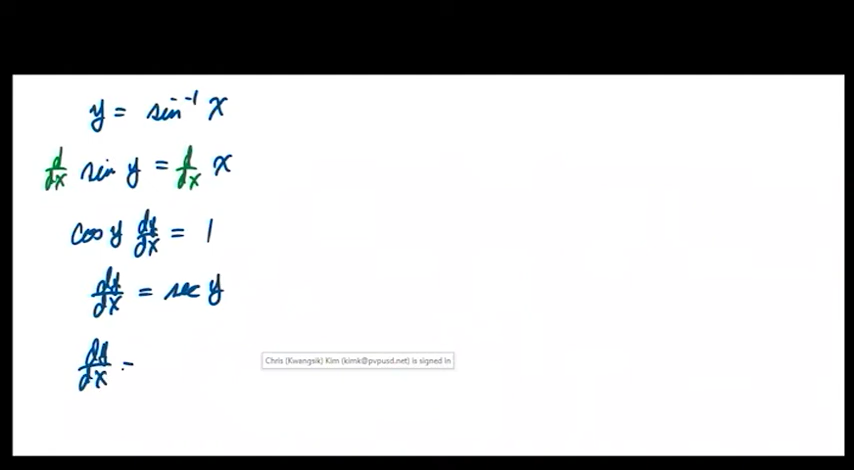 y = sin⁻¹ x
d/dx sin y = d/dx x
cos y dy/dx = 1
dy/dx = sec y
dy/dx =
Chris (Kwangsik) Kim (kimk@pvpusd.net) is signed in